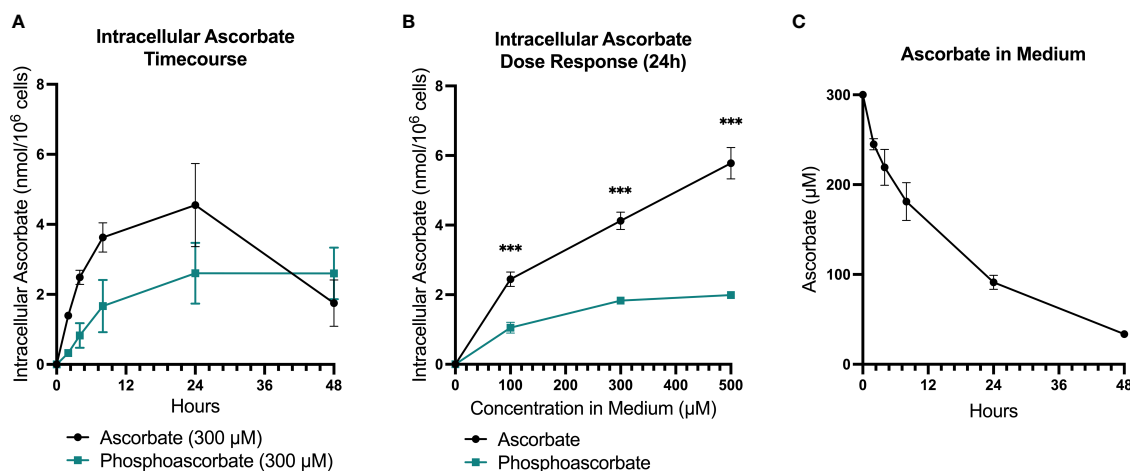 A
Intracellular Ascorbate
Timecourse
Intracellular Ascorbate (nmol/10⁶ cells)
8
6
4
2
0
0 12 24 36 48
Hours
Ascorbate (300 µM)
Phosphoascorbate (300 µM)
B
Intracellular Ascorbate
Dose Response (24h)
Intracellular Ascorbate (nmol/10⁶ cells)
8
6
4
2
0
***
***
***
0 100 200 300 400 500
Concentration in Medium (µM)
Ascorbate
Phosphoascorbate
C
Ascorbate in Medium
Ascorbate (µM)
300
200
100
0
0 12 24 36 48
Hours